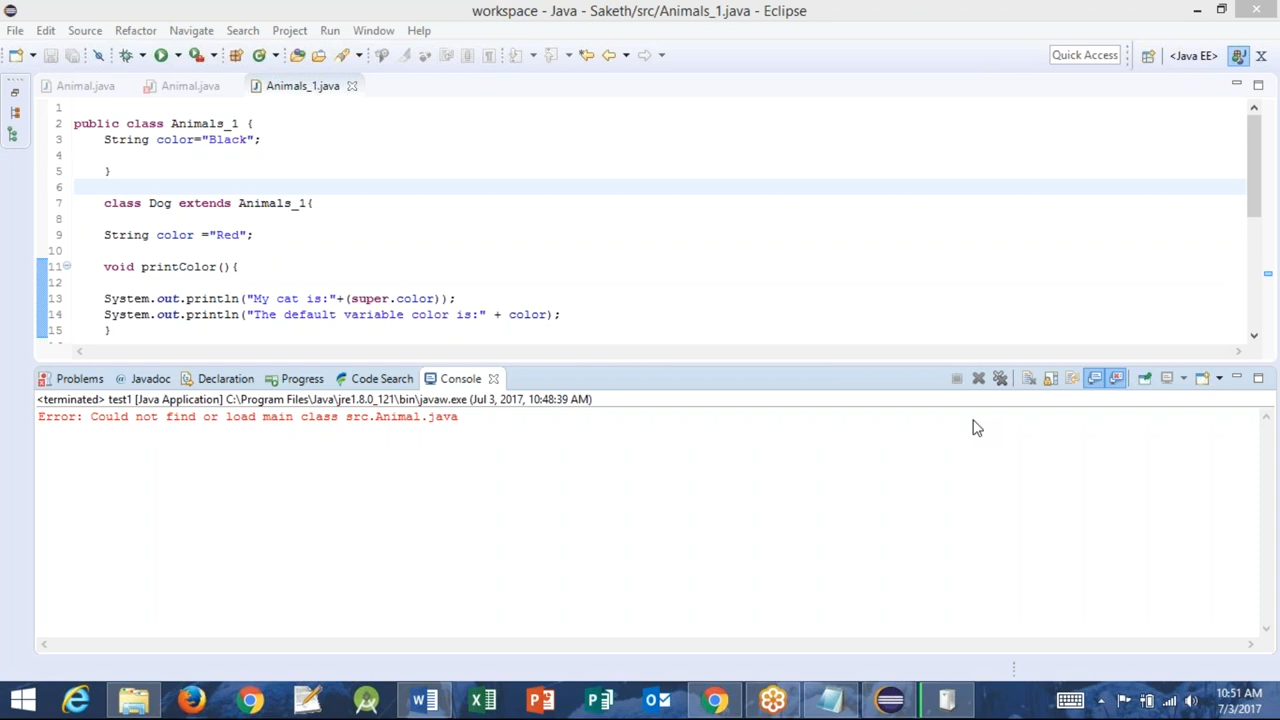 workspace - Java - Saketh/src/Animals_1.java - Eclipse
File Edit Source Refactor Navigate Search Project Run Window Help
Quick Access <Java EE>
Animal.java Animal.java Animals_1.java
1
2 public class Animals_1 {
3 String color="Black";
4
5 }
6
7 class Dog extends Animals_1{
8
9 String color ="Red";
10
11 void printColor(){
12
13 System.out.println("My cat is:"+(super.color));
14 System.out.println("The default variable color is:" + color);
15 }
Problems Javadoc Declaration Progress Code Search Console
<terminated> test1 [Java Application] C:\Program Files\Java\jre1.8.0_121\bin\javaw.exe (Jul 3, 2017, 10:48:39 AM)
Error: Could not find or load main class src.Animal.java
10:51 AM
7/3/2017